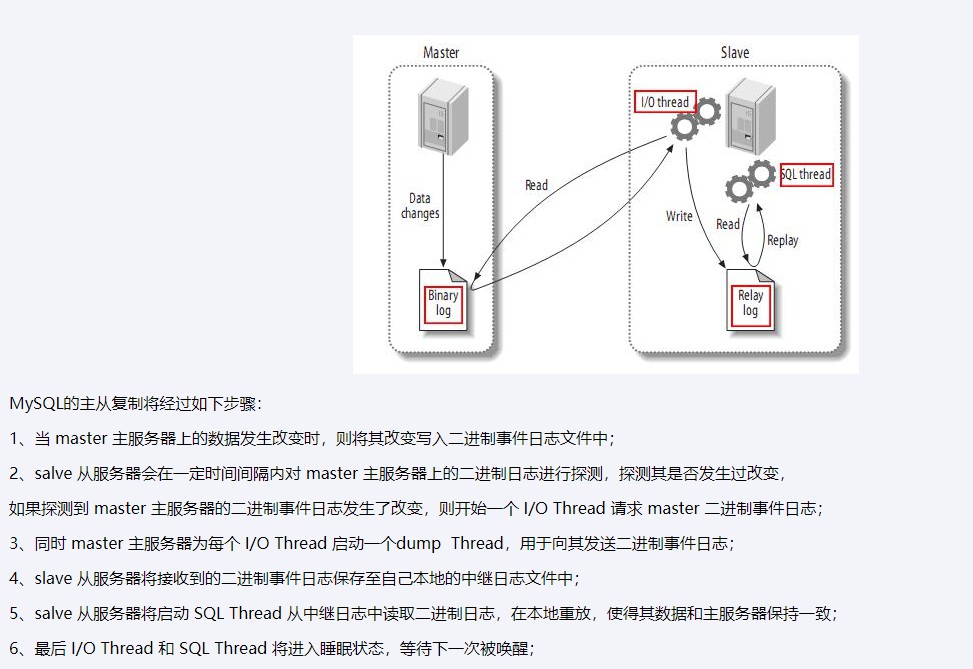 Master
Slave
I/O thread
SQL thread
Data
changes
Read
Write
Read
Replay
Binary
log
Relay
log
MySQL的主从复制将经过如下步骤：
1、当 master 主服务器上的数据发生改变时，则将其改变写入二进制事件日志文件中；
2、salve 从服务器会在一定时间间隔内对 master 主服务器上的二进制日志进行探测，探测其是否发生过改变，
如果探测到 master 主服务器的二进制事件日志发生了改变，则开始一个 I/O Thread 请求 master 二进制事件日志；
3、同时 master 主服务器为每个 I/O Thread 启动一个dump  Thread，用于向其发送二进制事件日志；
4、slave 从服务器将接收到的二进制事件日志保存至自己本地的中继日志文件中；
5、salve 从服务器将启动 SQL Thread 从中继日志中读取二进制日志，在本地重放，使得其数据和主服务器保持一致；
6、最后 I/O Thread 和 SQL Thread 将进入睡眠状态，等待下一次被唤醒；